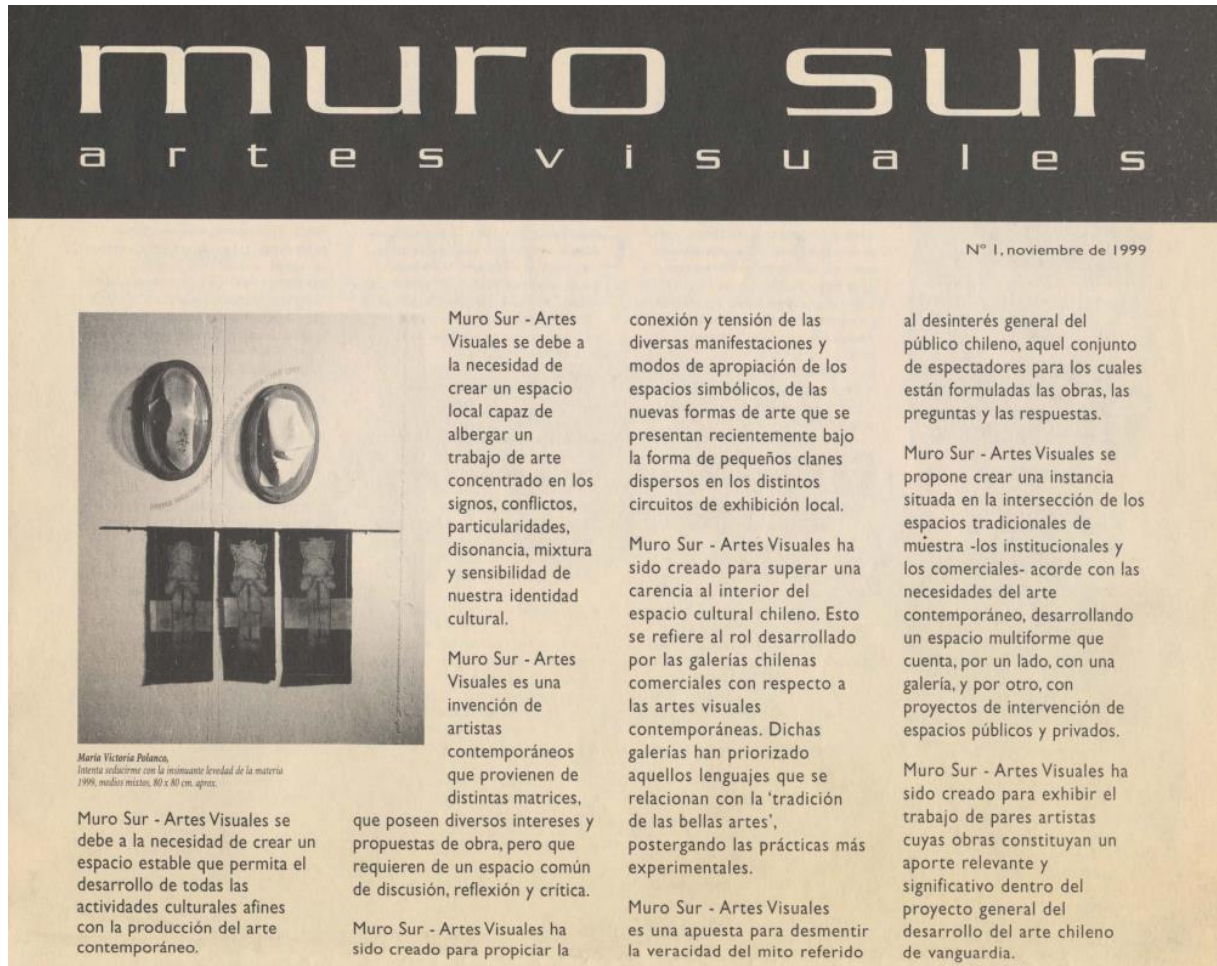 muro sur
artes visuales
Nº 1, noviembre de 1999
María Victoria Polanco,
Intenta seducirme con la insinuante levedad de la materia
1999, medios mixtos, 80 x 80 cm. aprox.
Muro Sur - Artes Visuales se
debe a la necesidad de crear un
espacio estable que permita el
desarrollo de todas las
actividades culturales afines
con la producción del arte
contemporáneo.
Muro Sur - Artes
Visuales se debe a
la necesidad de
crear un espacio
local capaz de
albergar un
trabajo de arte
concentrado en los
signos, conflictos,
particularidades,
disonancia, mixtura
y sensibilidad de
nuestra identidad
cultural.
Muro Sur - Artes
Visuales es una
invención de
artistas
contemporáneos
que provienen de
distintas matrices,
que poseen diversos intereses y
propuestas de obra, pero que
requieren de un espacio común
de discusión, reflexión y crítica.
Muro Sur - Artes Visuales ha
sido creado para propiciar la
conexión y tensión de las
diversas manifestaciones y
modos de apropiación de los
espacios simbólicos, de las
nuevas formas de arte que se
presentan recientemente bajo
la forma de pequeños clanes
dispersos en los distintos
circuitos de exhibición local.
Muro Sur - Artes Visuales ha
sido creado para superar una
carencia al interior del
espacio cultural chileno. Esto
se refiere al rol desarrollado
por las galerías chilenas
comerciales con respecto a
las artes visuales
contemporáneas. Dichas
galerías han priorizado
aquellos lenguajes que se
relacionan con la ‘tradición
de las bellas artes’,
postergando las prácticas más
experimentales.
Muro Sur - Artes Visuales
es una apuesta para desmentir
la veracidad del mito referido
al desinterés general del
público chileno, aquel conjunto
de espectadores para los cuales
están formuladas las obras, las
preguntas y las respuestas.
Muro Sur - Artes Visuales se
propone crear una instancia
situada en la intersección de los
espacios tradicionales de
muestra -los institucionales y
los comerciales- acorde con las
necesidades del arte
contemporáneo, desarrollando
un espacio multiforme que
cuenta, por un lado, con una
galería, y por otro, con
proyectos de intervención de
espacios públicos y privados.
Muro Sur - Artes Visuales ha
sido creado para exhibir el
trabajo de pares artistas
cuyas obras constituyan un
aporte relevante y
significativo dentro del
proyecto general del
desarrollo del arte chileno
de vanguardia.